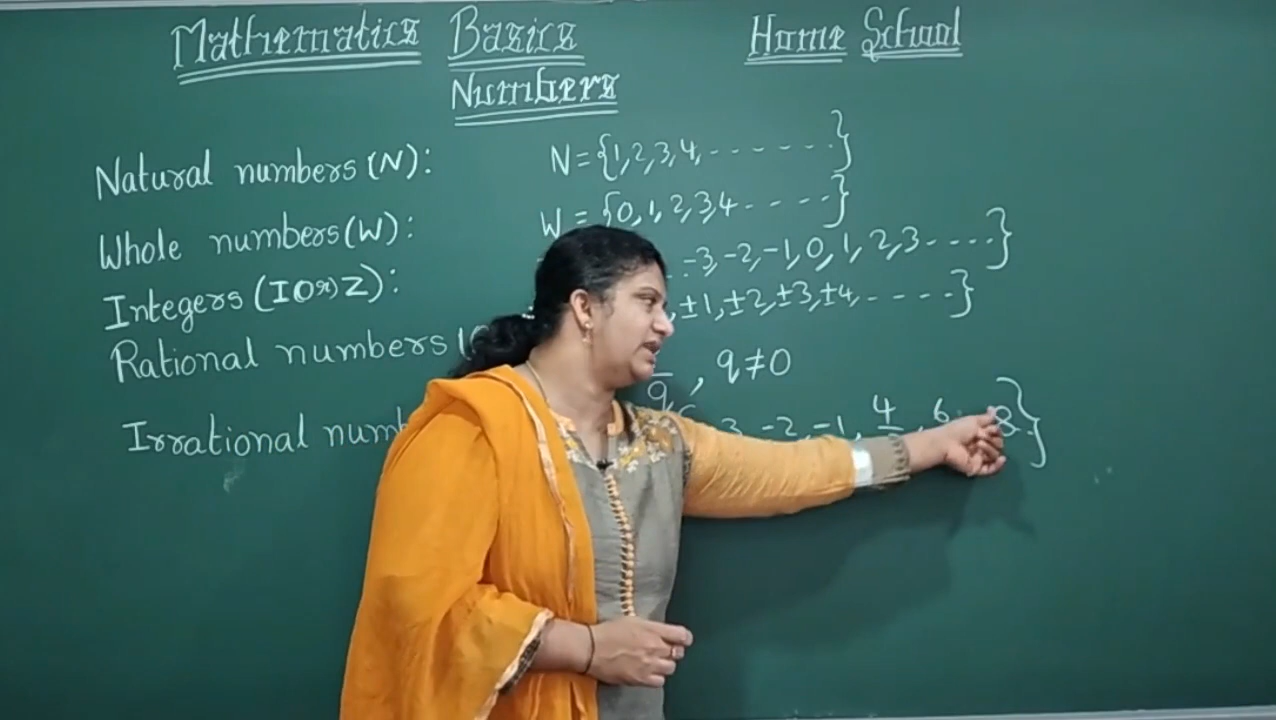 Mathematics Basics Home School
Numbers
Natural numbers (N): N = {1, 2, 3, 4, - - - - - - }
Whole numbers (W): W = {0, 1, 2, 3, 4 - - - - - }
Integers (I Or) Z): -3, -2, -1, 0, 1, 2, 3 - - - - }
±1, ±2, ±3, ±4, - - - - - }
Rational numbers q, q ≠ 0
Irrational -2, -1, 4, 6 8 }